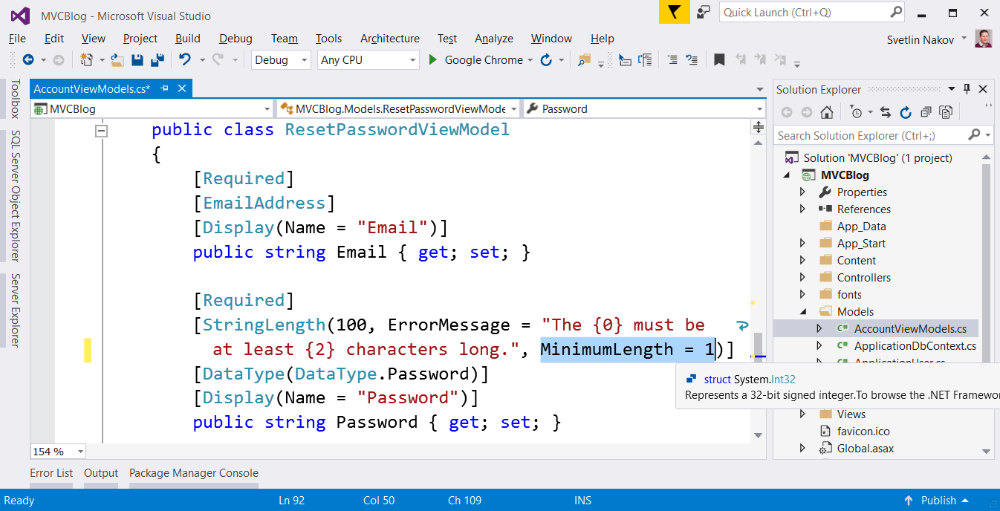 MVCBlog - Microsoft Visual Studio
Quick Launch (Ctrl+Q)
File Edit View Project Build Debug Team Tools Architecture Test Analyze Window Help
Svetlin Nakov
Debug Any CPU Google Chrome
Toolbox
SQL Server Object Explorer
Server Explorer
AccountViewModels.cs*
MVCBlog MVCBlog.Models.ResetPasswordViewMode Password
public class ResetPasswordViewModel
{
[Required]
[EmailAddress]
[Display(Name = "Email")]
public string Email { get; set; }
[Required]
[StringLength(100, ErrorMessage = "The {0} must be
at least {2} characters long.", MinimumLength = 1)]
[DataType(DataType.Password)]
[Display(Name = "Password")]
public string Password { get; set; }
struct System.Int32
Represents a 32-bit signed integer.To browse the .NET Framewor
154 %
Solution Explorer
Search Solution Explorer (Ctrl+;)
Solution 'MVCBlog' (1 project)
MVCBlog
Properties
References
App_Data
App_Start
Content
Controllers
fonts
Models
AccountViewModels.cs
ApplicationDbContext.cs
ApplicationUser.cs
Views
favicon.ico
Global.asax
Error List Output Package Manager Console
Ready Ln 92 Col 50 Ch 109 INS Publish